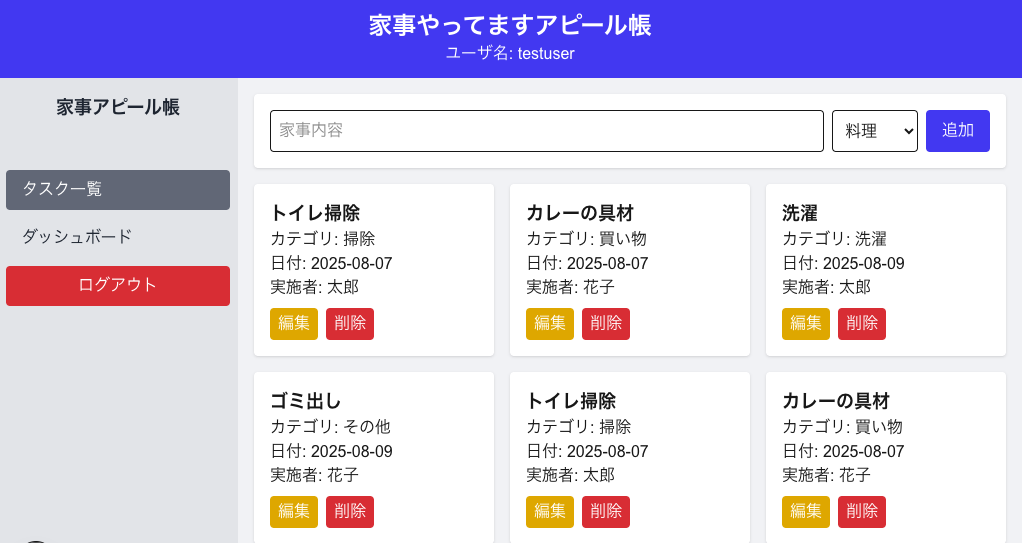 家事やってますアピール帳
ユーザ名: testuser
家事アピール帳
タスク一覧
ダッシュボード
ログアウト
家事内容
料理
追加
トイレ掃除
カテゴリ: 掃除
日付: 2025-08-07
実施者: 太郎
編集 削除
カレーの具材
カテゴリ: 買い物
日付: 2025-08-07
実施者: 花子
編集 削除
洗濯
カテゴリ: 洗濯
日付: 2025-08-09
実施者: 太郎
編集 削除
ゴミ出し
カテゴリ: その他
日付: 2025-08-09
実施者: 花子
編集 削除
トイレ掃除
カテゴリ: 掃除
日付: 2025-08-07
実施者: 太郎
編集 削除
カレーの具材
カテゴリ: 買い物
日付: 2025-08-07
実施者: 花子
編集 削除